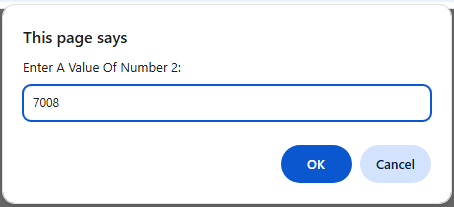 This page says
Enter A Value Of Number 2:
7008
OK Cancel